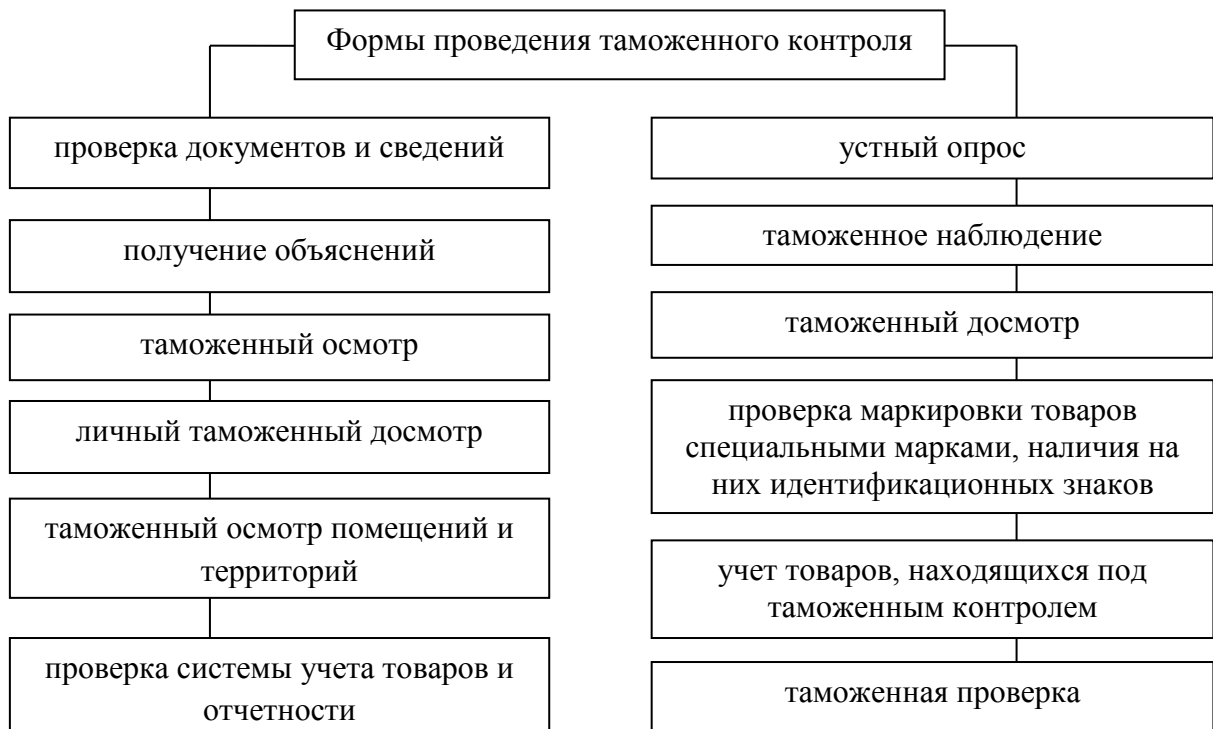 Формы проведения таможенного контроля
проверка документов и сведений
получение объяснений
таможенный осмотр
личный таможенный досмотр
таможенный осмотр помещений и
территорий
проверка системы учета товаров и
отчетности
устный опрос
таможенное наблюдение
таможенный досмотр
проверка маркировки товаров
специальными марками, наличия на
них идентификационных знаков
учет товаров, находящихся под
таможенным контролем
таможенная проверка